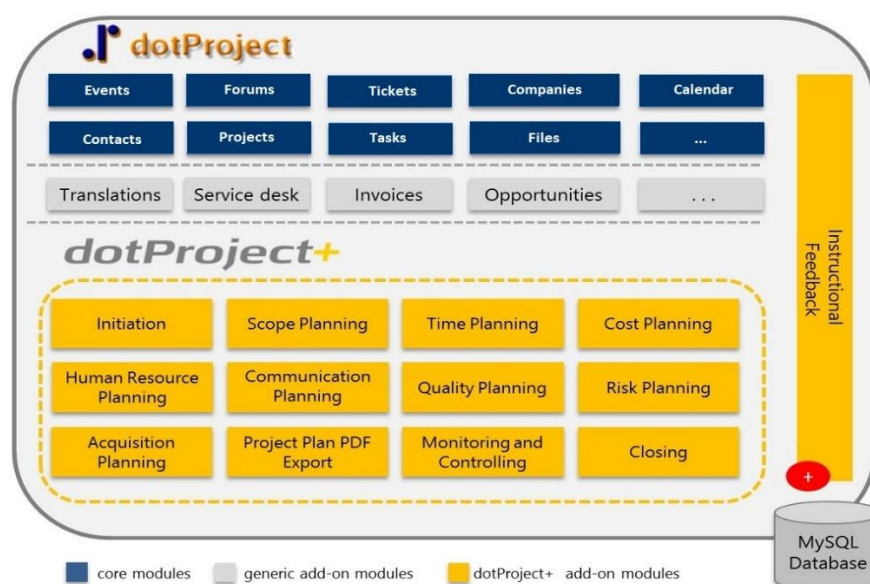 dotProject
Events
Forums
Tickets
Companies
Calendar
Contacts
Projects
Tasks
Files
...
Translations
Service desk
Invoices
Opportunities
. . .
dotProject+
Initiation
Scope Planning
Time Planning
Cost Planning
Human Resource
Planning
Communication
Planning
Quality Planning
Risk Planning
Acquisition
Planning
Project Plan PDF
Export
Monitoring and
Controlling
Closing
Instructional
Feedback
+
MySQL
Database
core modules
generic add-on modules
dotProject+ add-on modules